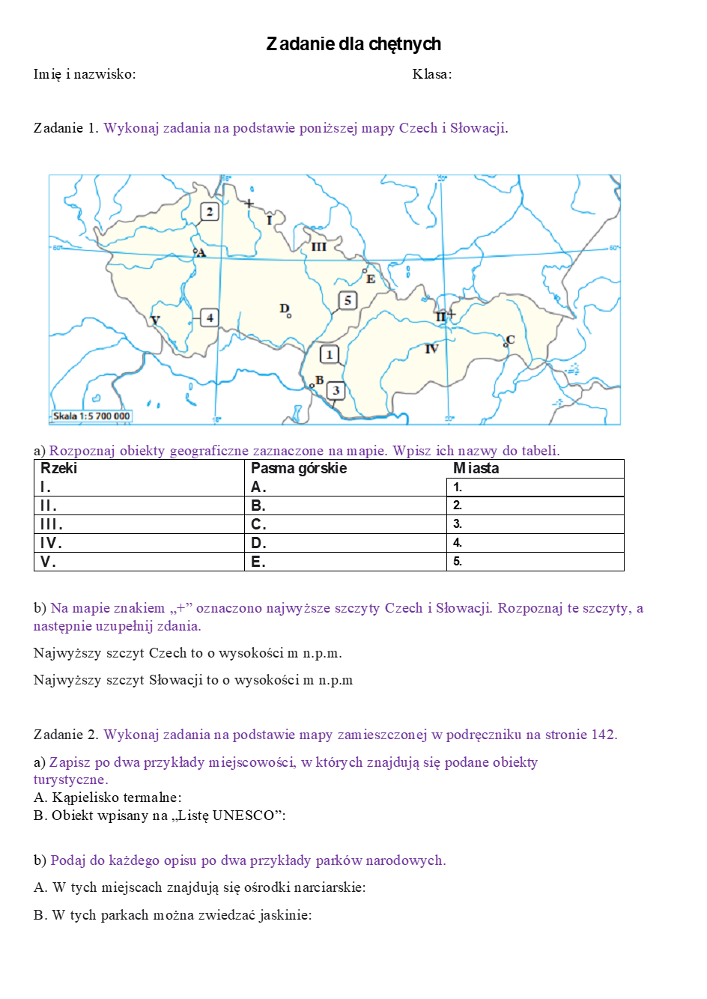 Zadanie dla chętnych
Imię i nazwisko: Klasa:
Zadanie 1. Wykonaj zadania na podstawie poniższej mapy Czech i Słowacji.
15° 20°
2
I
50° III 50°
A
E
5
D
V 4 II
C
1 IV
B
3
Skala 1:5 700 000
15° 20°
a) Rozpoznaj obiekty geograficzne zaznaczone na mapie. Wpisz ich nazwy do tabeli.
Rzeki Pasma górskie Miasta
I. A. 1.
II. B. 2.
III. C. 3.
IV. D. 4.
V. E. 5.
b) Na mapie znakiem „+” oznaczono najwyższe szczyty Czech i Słowacji. Rozpoznaj te szczyty, a
następnie uzupełnij zdania.
Najwyższy szczyt Czech to o wysokości m n.p.m.
Najwyższy szczyt Słowacji to o wysokości m n.p.m
Zadanie 2. Wykonaj zadania na podstawie mapy zamieszczonej w podręczniku na stronie 142.
a) Zapisz po dwa przykłady miejscowości, w których znajdują się podane obiekty
turystyczne.
A. Kąpielisko termalne:
B. Obiekt wpisany na „Listę UNESCO”:
b) Podaj do każdego opisu po dwa przykłady parków narodowych.
A. W tych miejscach znajdują się ośrodki narciarskie:
B. W tych parkach można zwiedzać jaskinie: